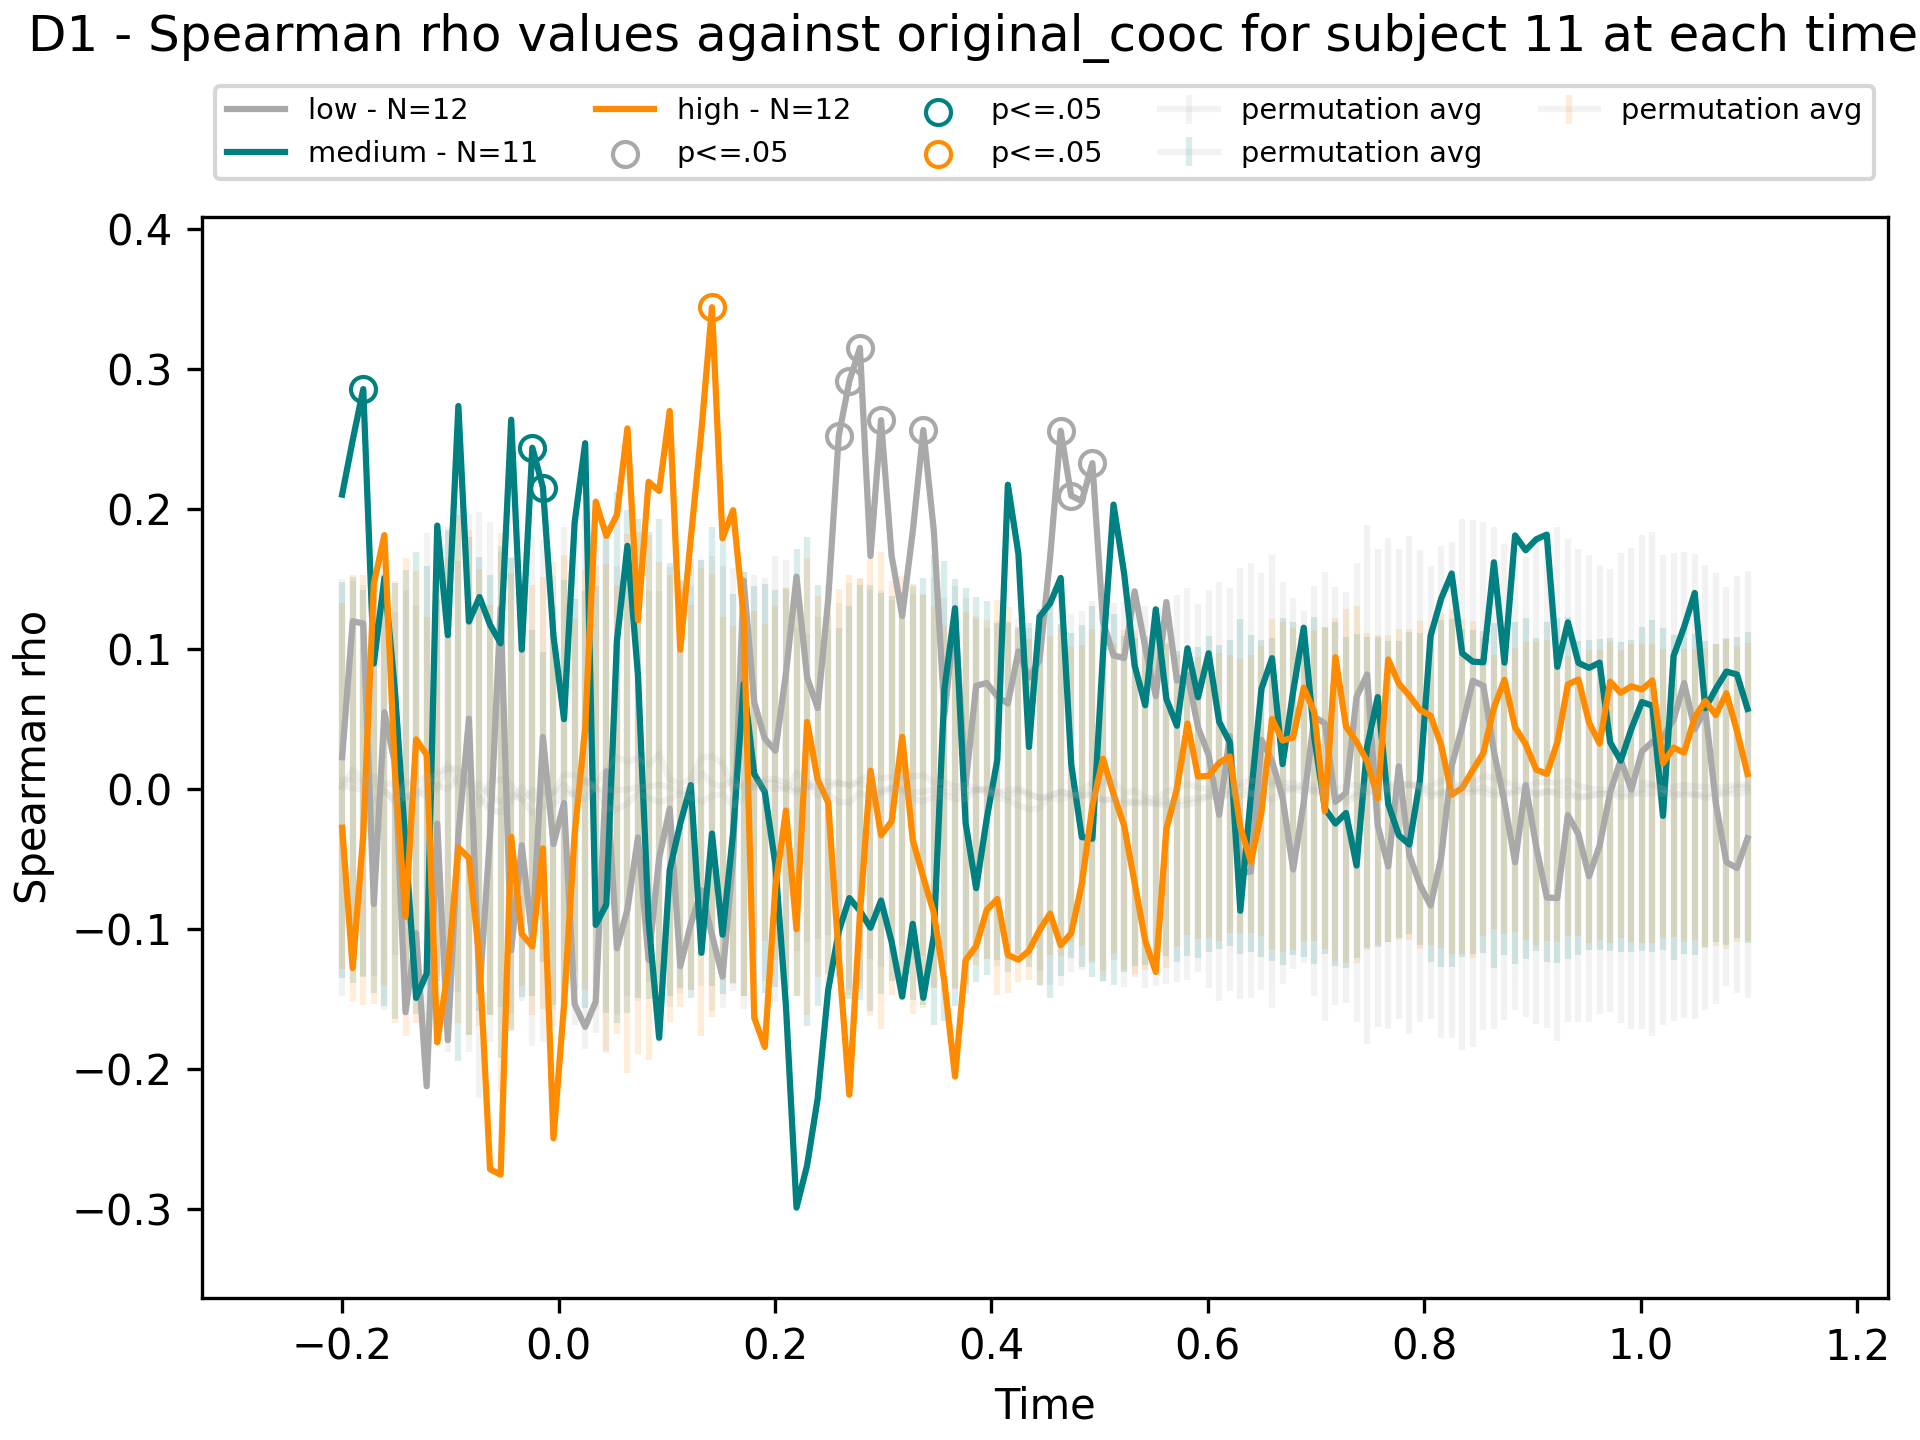 D1 - Spearman rho values against original_cooc for subject 11 at each time
low - N=12 high - N=12 p<=.05 permutation avg permutation avg
medium - N=11 p<=.05 p<=.05 permutation avg
0.4
0.3
0.2
0.1
0.0
−0.1
−0.2
−0.3
Spearman rho
−0.2 0.0 0.2 0.4 0.6 0.8 1.0 1.2
Time